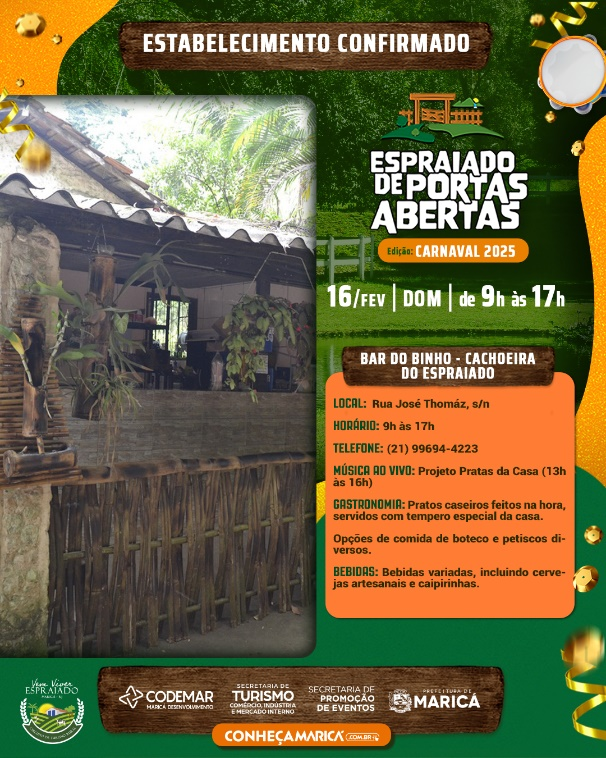 ESTABELECIMENTO CONFIRMADO
ESPRAIADO
DE PORTAS
ABERTAS
Edição: CARNAVAL 2025
16/FEV | DOM | de 9h às 17h
BAR DO BINHO - CACHOEIRA
DO ESPRAIADO
LOCAL: Rua José Thomáz, s/n
HORÁRIO: 9h às 17h
TELEFONE: (21) 99694-4223
MÚSICA AO VIVO: Projeto Pratas da Casa (13h
às 16h)
GASTRONOMIA: Pratos caseiros feitos na hora,
servidos com tempero especial da casa.
Opções de comida de boteco e petiscos di-
versos.
BEBIDAS: Bebidas variadas, incluindo cerve-
jas artesanais e caipirinhas.
Vem Viver
ESPRAIADO
MARICÁ - RJ
CODEMAR
MARICÁ DESENVOLVIMENTO
SECRETARIA DE
TURISMO
COMÉRCIO, INDÚSTRIA
E MERCADO INTERNO
SECRETARIA DE
PROMOÇÃO
DE EVENTOS
PREFEITURA DE
MARICÁ
CONHEÇAMARICÁ.COM.BR